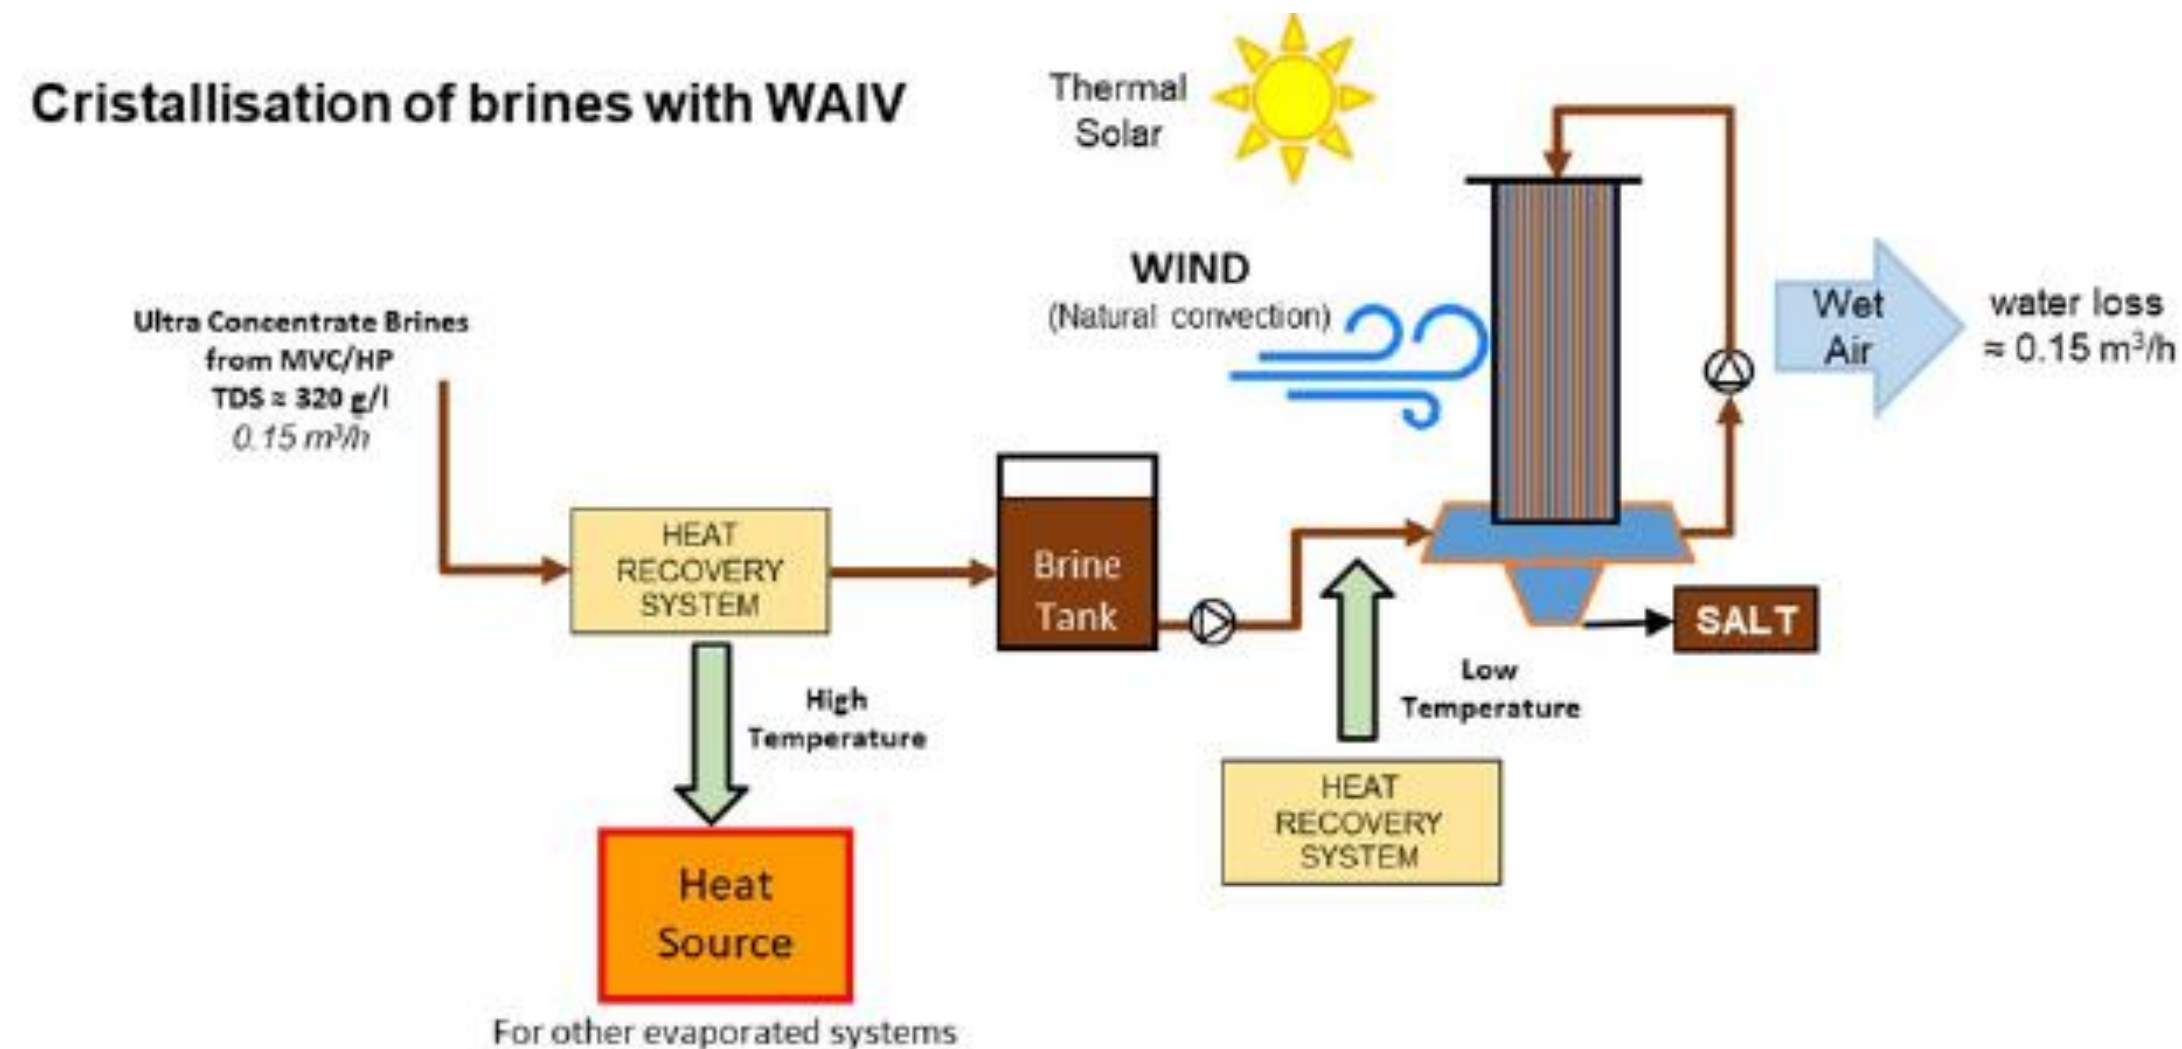 Cristallisation of brines with WAIV
Thermal
Solar
WIND
(Natural convection)
Ultra Concentrate Brines
from MVC/HP
TDS ≈ 320 g/l
0.15 m³/h
Wet
Air
water loss
≈ 0.15 m³/h
HEAT
RECOVERY
SYSTEM
Brine
Tank
SALT
High
Temperature
Low
Temperature
HEAT
RECOVERY
SYSTEM
Heat
Source
For other evaporated systems